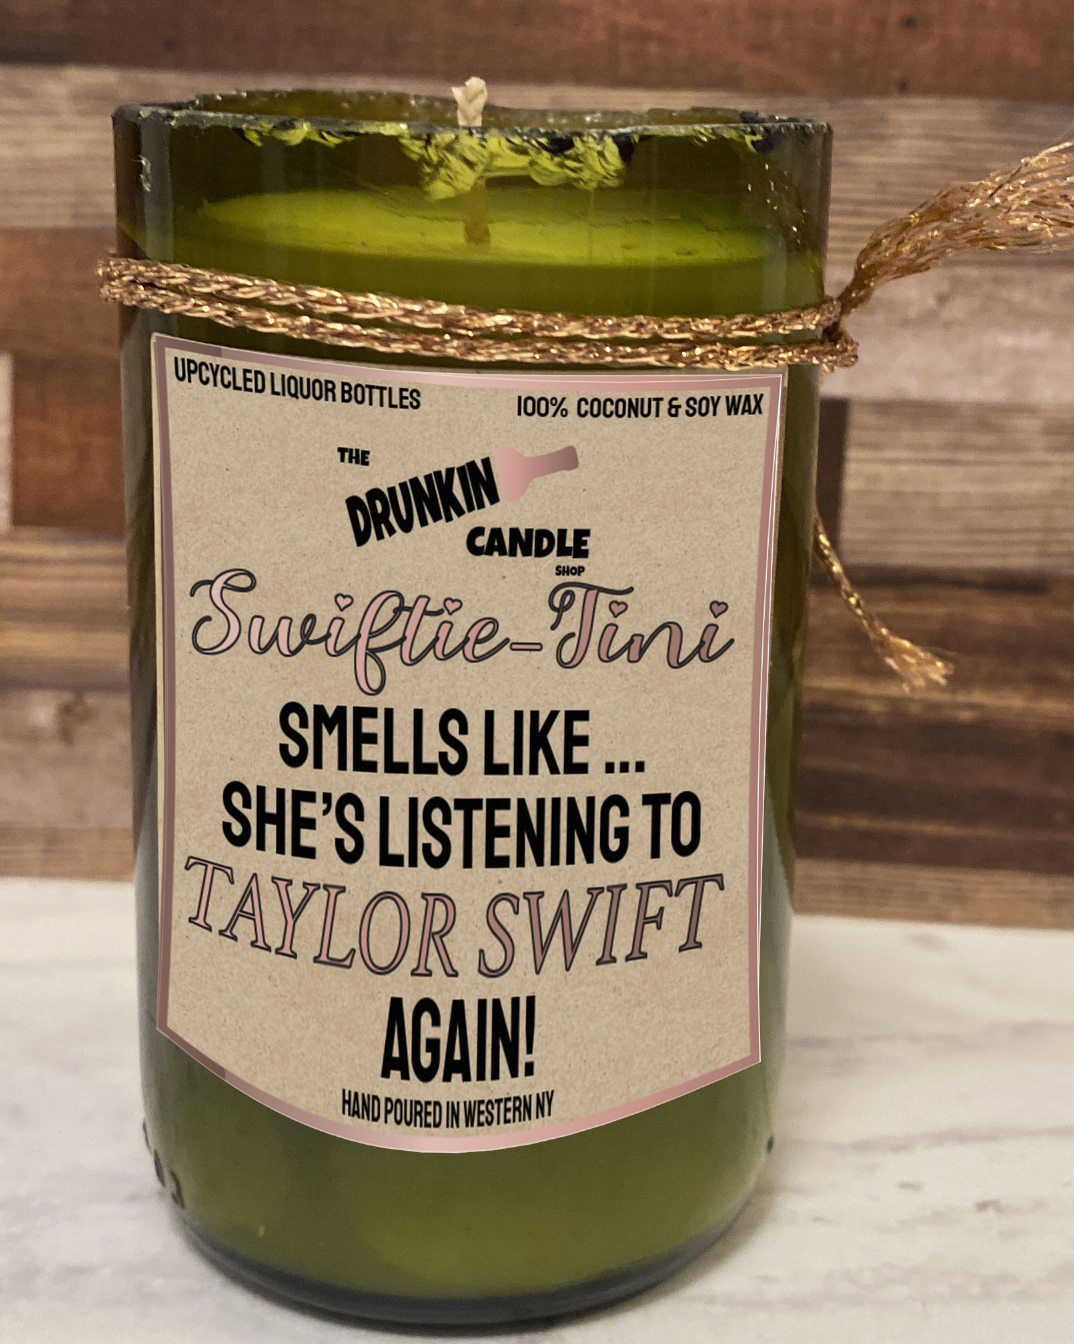 UPCYCLED LIQUOR BOTTLES
100% COCONUT & SOY WAX
THE
DRUNKIN
CANDLE
SHOP
Swiftie-Tini
SMELLS LIKE ...
SHE'S LISTENING TO
TAYLOR SWIFT
AGAIN!
HAND POURED IN WESTERN NY